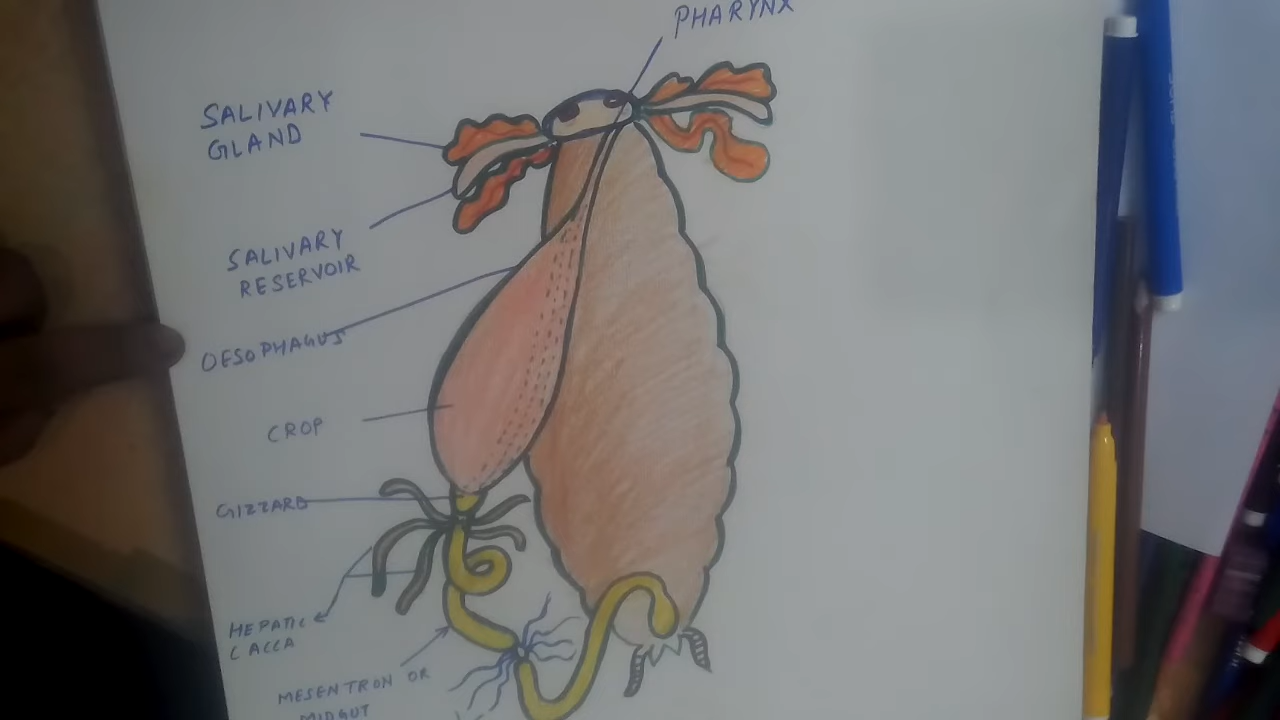 PHARYNX
SALIVARY
GLAND
SALIVARY
RESERVOIR
OESOPHAGUS
CROP
GIZZARD
HEPATIC
CACCA
MESENTRON OR
MIDGUT